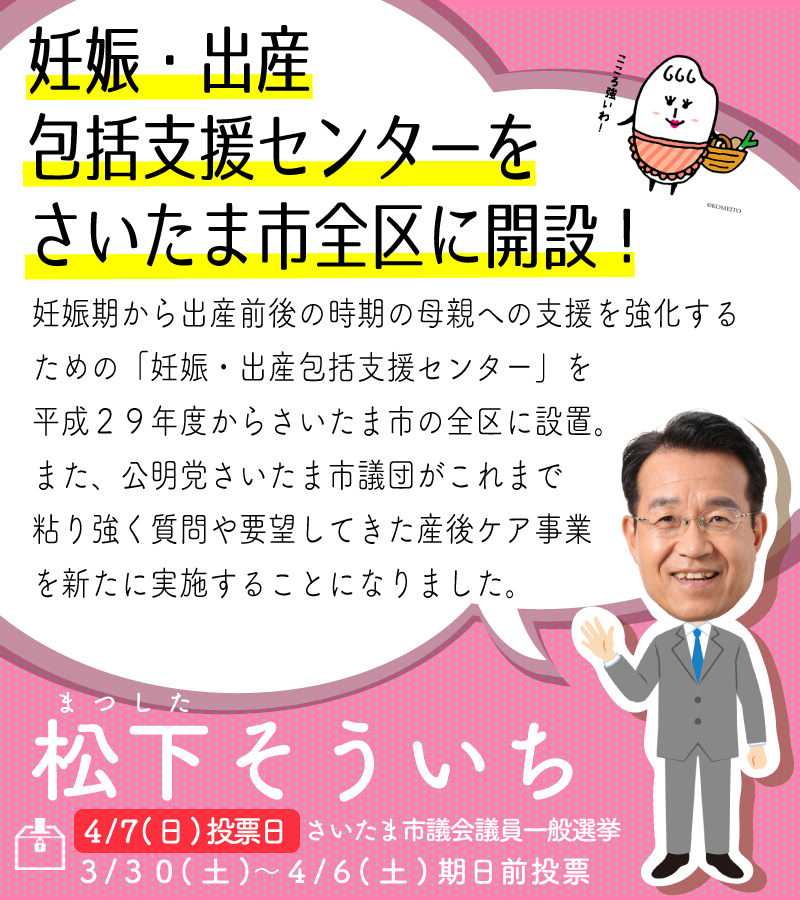 妊娠・出産
包括支援センターを
さいたま市全区に開設！
こころ強いわ！
©KOMEITO
妊娠期から出産前後の時期の母親への支援を強化する
ための「妊娠・出産包括支援センター」を
平成２９年度からさいたま市の全区に設置。
また、公明党さいたま市議団がこれまで
粘り強く質問や要望してきた産後ケア事業
を新たに実施することになりました。
まつした
松下そういち
4/7(日)投票日 さいたま市議会議員一般選挙
３/３０(土)～４/６(土)期日前投票